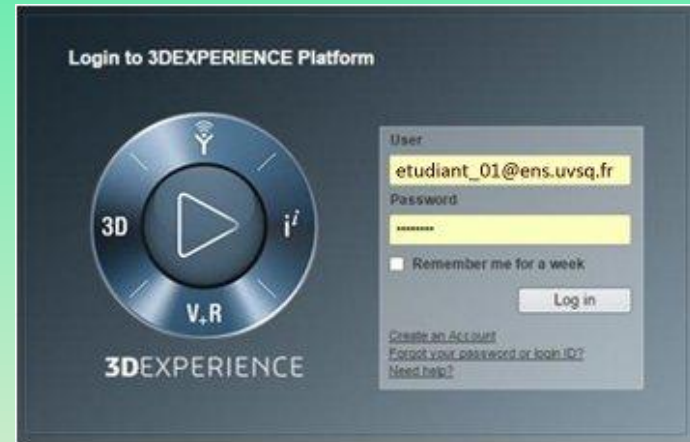 Login to 3DEXPERIENCE Platform
3D
V+R
i
3DEXPERIENCE
User
etudiant_01@ens.uvsq.fr
Password
••••••••
Remember me for a week
Log in
Create an Account
Forgot your password or login ID?
Need help?